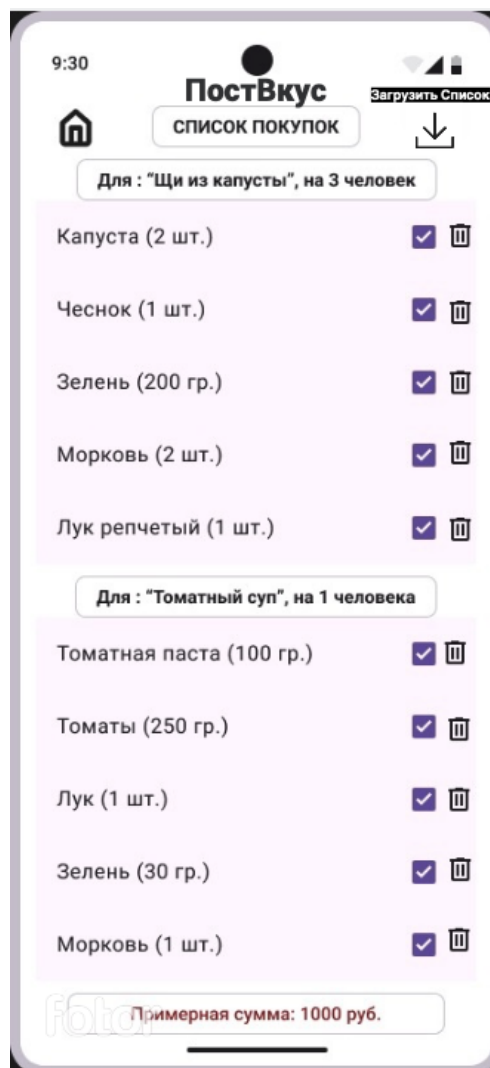 9:30
ПостВкус
Загрузить Список
СПИСОК ПОКУПОК
Для : “Щи из капусты”, на 3 человек
Капуста (2 шт.)
Чеснок (1 шт.)
Зелень (200 гр.)
Морковь (2 шт.)
Лук репчетый (1 шт.)
Для : “Томатный суп”, на 1 человека
Томатная паста (100 гр.)
Томаты (250 гр.)
Лук (1 шт.)
Зелень (30 гр.)
Морковь (1 шт.)
Примерная сумма: 1000 руб.
fotor